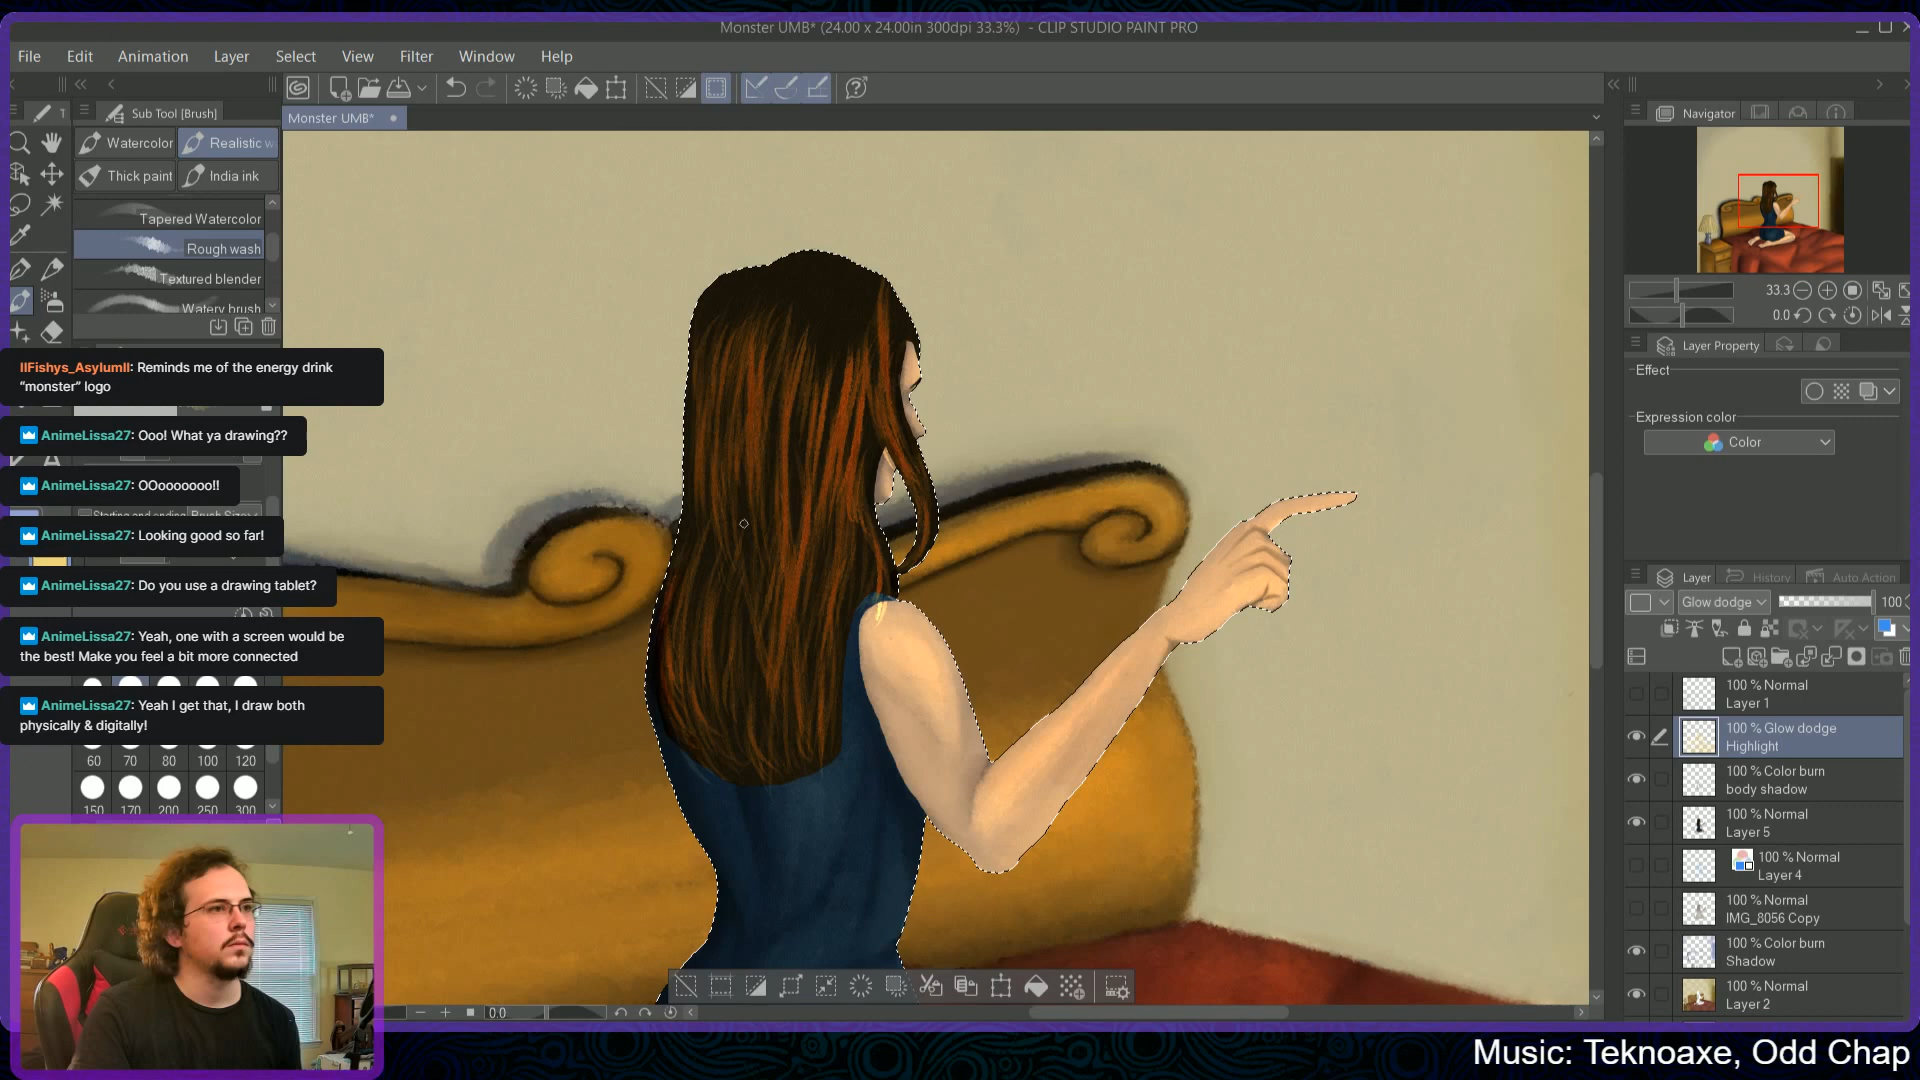 Monster UMB* (24.00 x 24.00in 300dpi 33.3%) - CLIP STUDIO PAINT PRO
File Edit Animation Layer Select View Filter Window Help
Sub Tool [Brush]
Monster UMB*
Navigator
Watercolor
Realistic w
Thick paint
India ink
Tapered Watercolor
Rough wash
Textured blender
Watery brush
33.3
0.0
Layer Property
Effect
Expression color
Color
IIFishys_AsylumII: Reminds me of the energy drink
“monster” logo
AnimeLissa27: Ooo! What ya drawing??
AnimeLissa27: OOooooooo!!
Starting and ending Brush Size
AnimeLissa27: Looking good so far!
AnimeLissa27: Do you use a drawing tablet?
AnimeLissa27: Yeah, one with a screen would be
the best! Make you feel a bit more connected
AnimeLissa27: Yeah I get that, I draw both
physically & digitally!
60 70 80 100 120
150 170 200 250 300
Layer History Auto Action
Glow dodge 100
100 % Normal
Layer 1
100 % Glow dodge
Highlight
100 % Color burn
body shadow
100 % Normal
Layer 5
100 % Normal
Layer 4
100 % Normal
IMG_8056 Copy
100 % Color burn
Shadow
100 % Normal
Layer 2
0.0
Music: Teknoaxe, Odd Chap